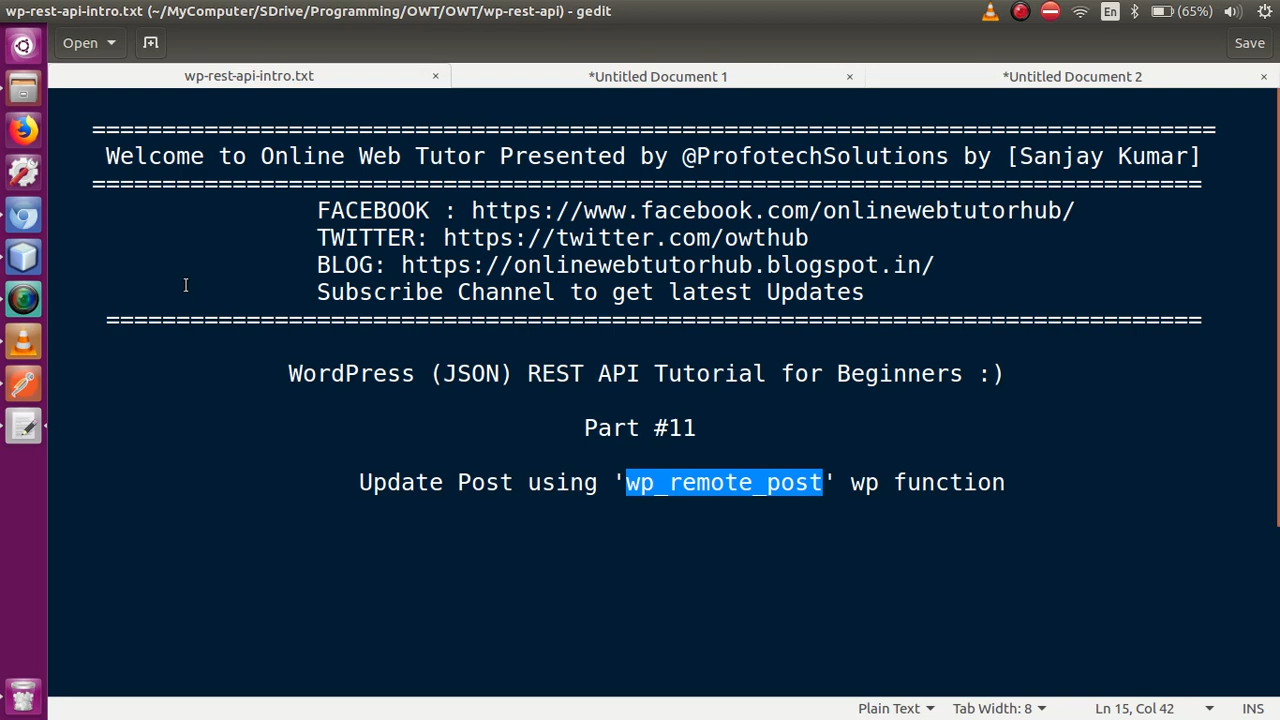 wp-rest-api-intro.txt (~/MyComputer/SDrive/Programming/OWT/OWT/wp-rest-api) - gedit
En
(65%)
Open
Save
wp-rest-api-intro.txt
*Untitled Document 1
*Untitled Document 2
================================================================================
Welcome to Online Web Tutor Presented by @ProfotechSolutions by [Sanjay Kumar]
===============================================================================
FACEBOOK : https://www.facebook.com/onlinewebtutorhub/
TWITTER: https://twitter.com/owthub
BLOG: https://onlinewebtutorhub.blogspot.in/
Subscribe Channel to get latest Updates
==============================================================================
WordPress (JSON) REST API Tutorial for Beginners :)
Part #11
Update Post using 'wp_remote_post' wp function
Plain Text
Tab Width: 8
Ln 15, Col 42
INS